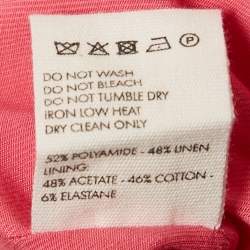 P
DO NOT WASH
DO NOT BLEACH
DO NOT TUMBLE DRY
IRON LOW HEAT
DRY CLEAN ONLY
52% POLYAMIDE - 48% LINEN
LINING:
48% ACETATE - 46% COTTON -
6% ELASTANE